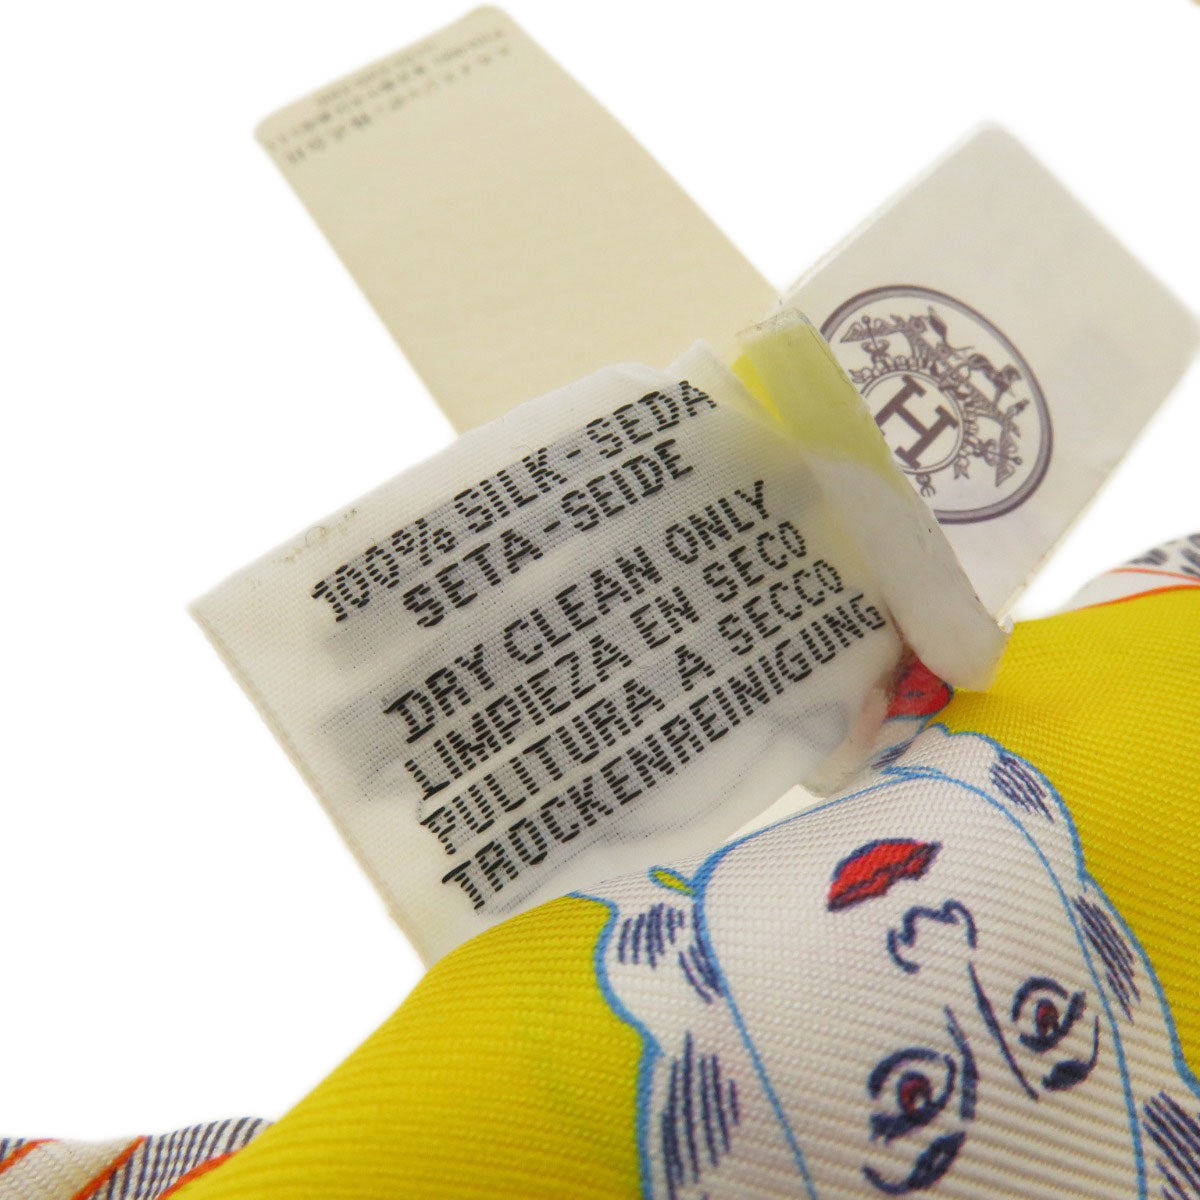 100% SILK-SEDA
SETA-SEIDE
DRY CLEAN ONLY
LIMPIEZA EN SECO
PULITURA A SECCO
TROCKENREINIGUNG
H